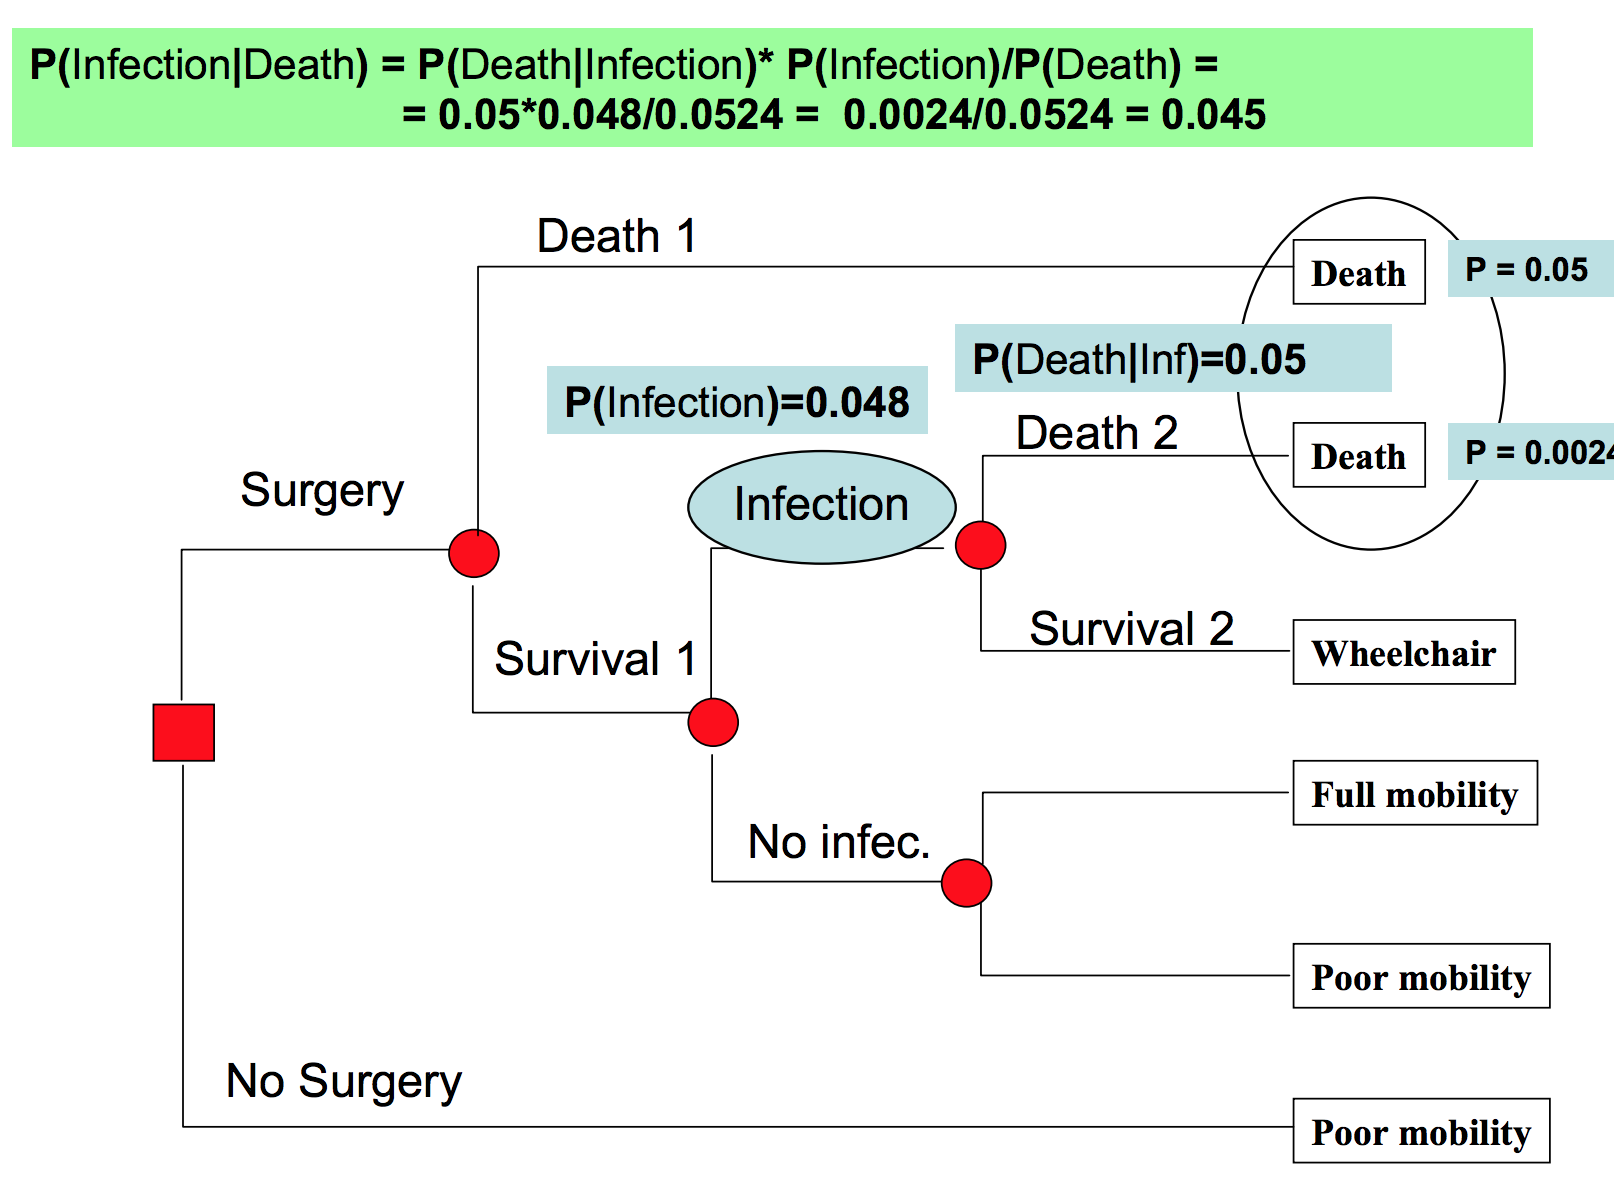 P(Infection|Death) = P(Death|Infection)* P(Infection)/P(Death) =
= 0.05*0.048/0.0524 = 0.0024/0.0524 = 0.045
Death 1
Death
P = 0.05
P(Death|Inf)=0.05
P(Infection)=0.048
Death 2
Death
P = 0.0024
Surgery
Infection
Survival 1
Survival 2
Wheelchair
Full mobility
No infec.
Poor mobility
No Surgery
Poor mobility